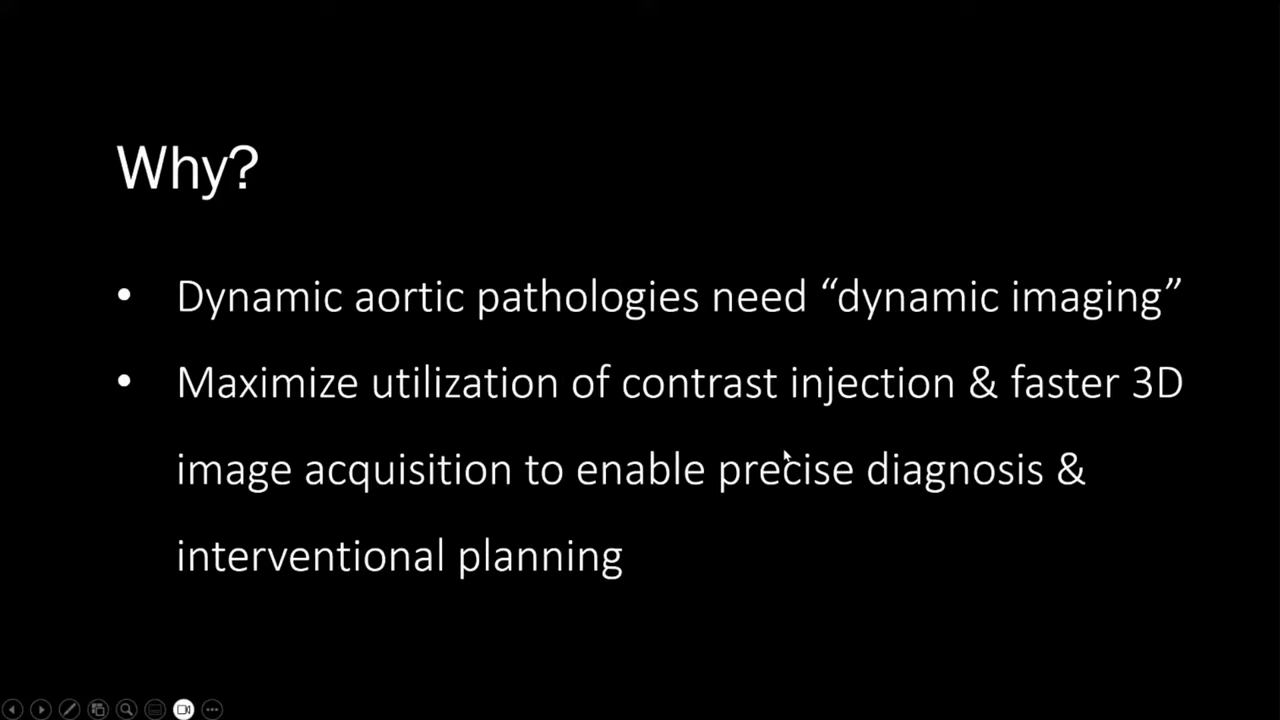 Why?
• Dynamic aortic pathologies need “dynamic imaging”
• Maximize utilization of contrast injection & faster 3D
image acquisition to enable precise diagnosis &
interventional planning